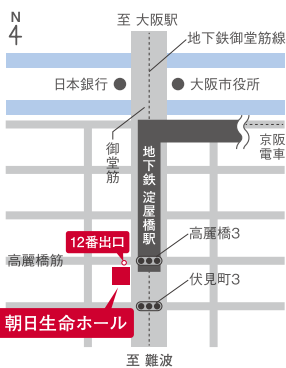 N
4
至 大阪駅
地下鉄御堂筋線
日本銀行
大阪市役所
御堂筋
京阪
電車
地下鉄 淀屋橋駅
高麗橋3
12番出口
高麗橋筋
伏見町3
朝日生命ホール
至 難波